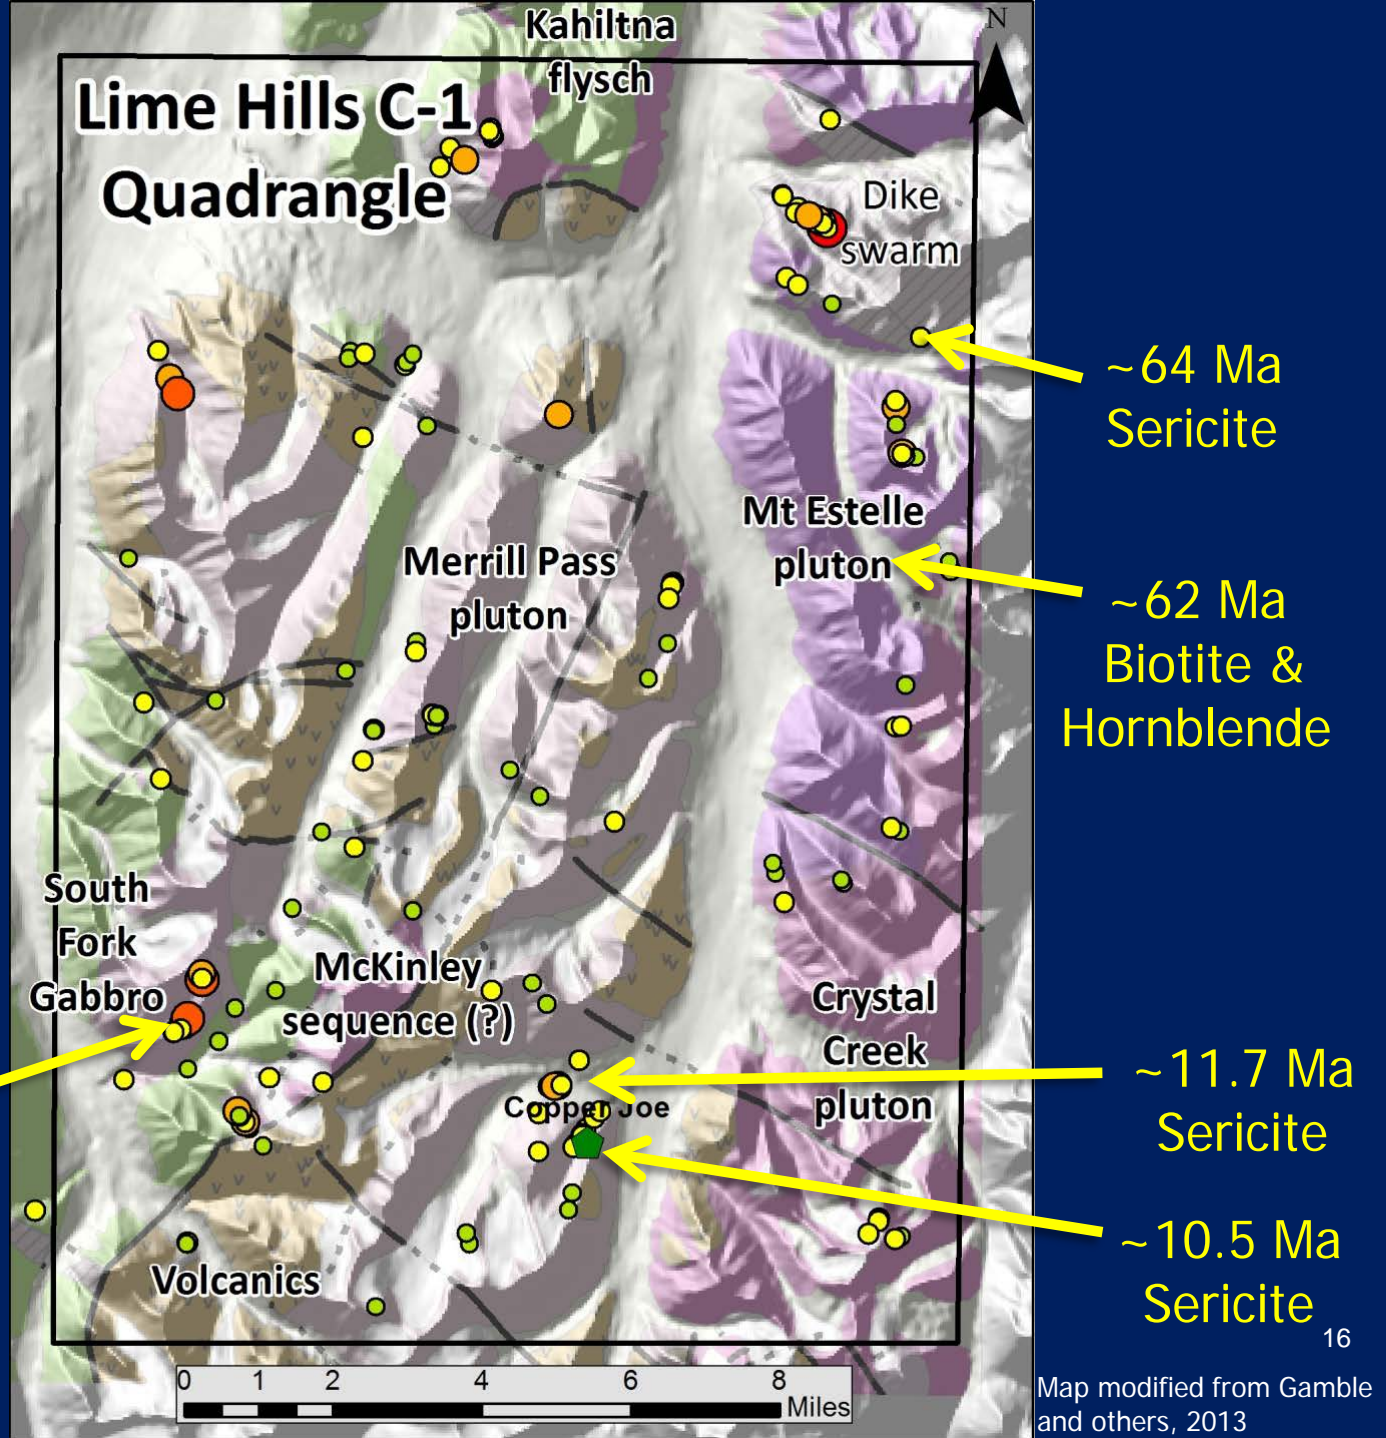 Kahiltna
flysch
N
Lime Hills C-1
Quadrangle
Dike
swarm
~64 Ma
Sericite
Mt Estelle
pluton
Merrill Pass
pluton
~62 Ma
Biotite &
Hornblende
South
Fork
Gabbro
McKinley
sequence (?)
Crystal
Creek
pluton
Copper Joe
~11.7 Ma
Sericite
~10.5 Ma
Sericite
Volcanics
16
0 1 2 4 6 8
Miles
Map modified from Gamble
and others, 2013